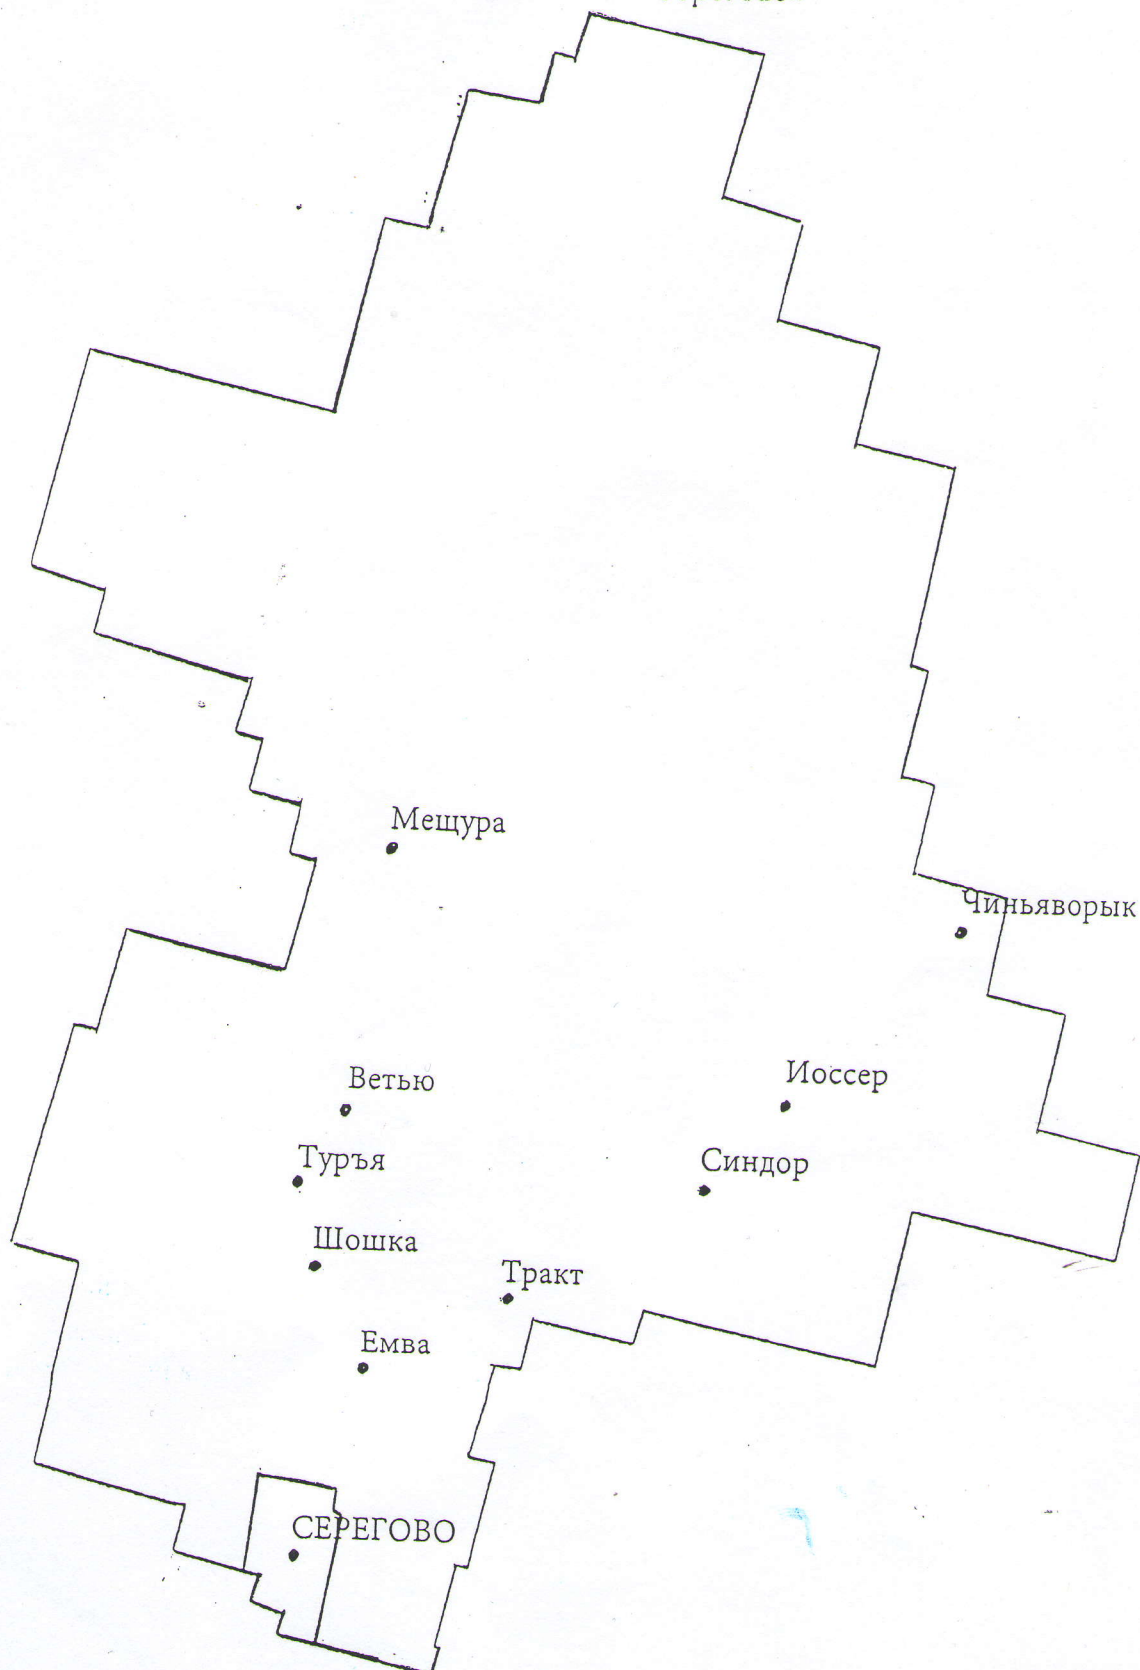 Мещура
Чиньяворык
Ветью
Иоссер
Туръя
Синдор
Шошка
Тракт
Емва
СЕРЕГОВО